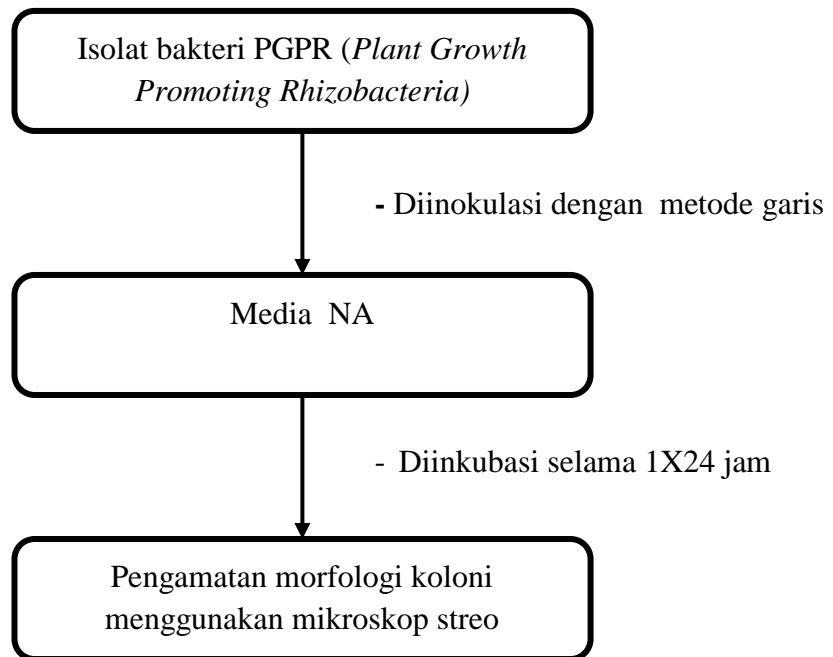 Isolat bakteri PGPR (Plant Growth
Promoting Rhizobacteria)
- Diinokulasi dengan metode garis
Media NA
- Diinkubasi selama 1X24 jam
Pengamatan morfologi koloni
menggunakan mikroskop streo